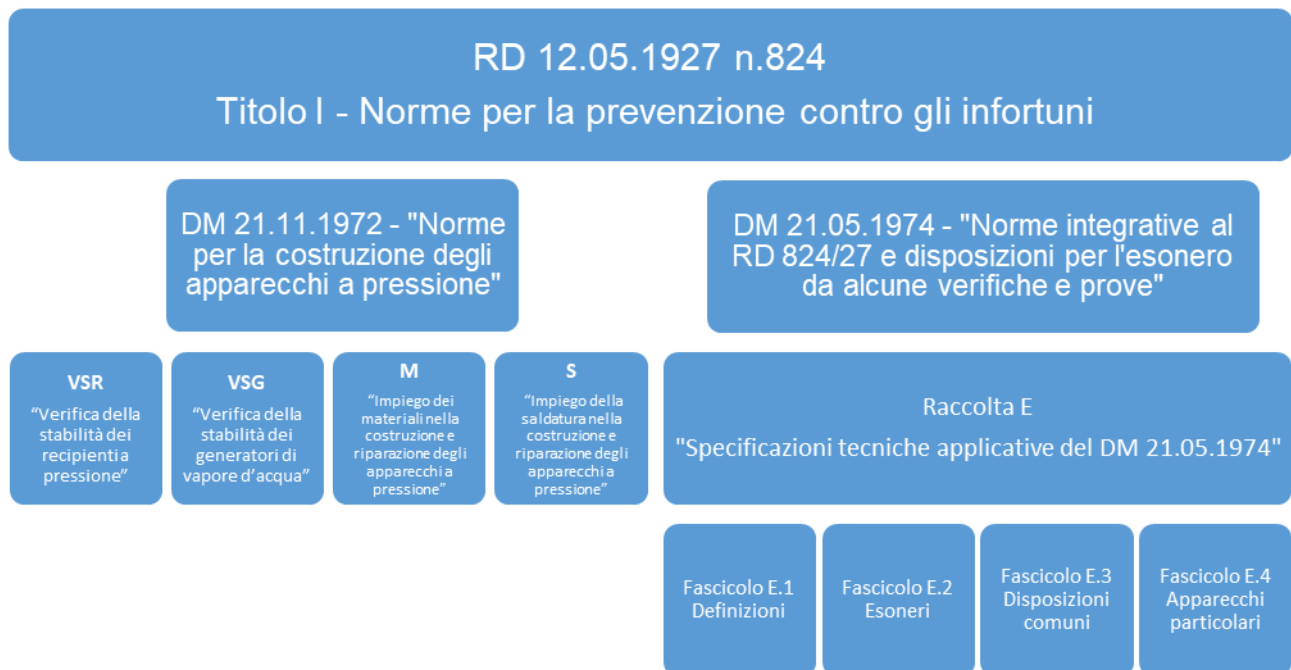 RD 12.05.1927 n.824
Titolo I - Norme per la prevenzione contro gli infortuni
DM 21.11.1972 - "Norme
per la costruzione degli
apparecchi a pressione"
DM 21.05.1974 - "Norme integrative al
RD 824/27 e disposizioni per l'esonero
da alcune verifiche e prove"
VSR
“Verifica della
stabilità dei
recipienti a
pressione”
VSG
“Verifica della
stabilità dei
generatori di
vapore d’acqua”
M
“Impiego dei
materiali nella
costruzione e
riparazione degli
apparecchi a
pressione”
S
“Impiego della
saldatura nella
costruzione e
riparazione degli
apparecchi a
pressione”
Raccolta E
"Specificazioni tecniche applicative del DM 21.05.1974"
Fascicolo E.1
Definizioni
Fascicolo E.2
Esoneri
Fascicolo E.3
Disposizioni
comuni
Fascicolo E.4
Apparecchi
particolari